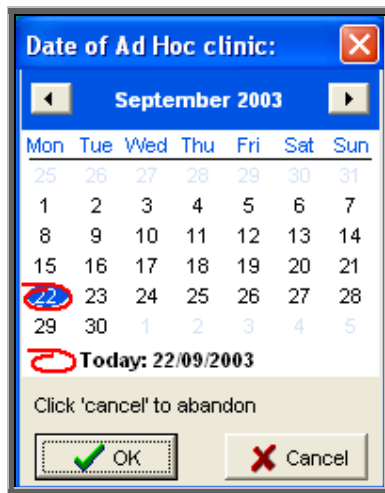 Date of Ad Hoc clinic:
September 2003
Mon Tue Wed Thu Fri Sat Sun
25 26 27 28 29 30 31
1 2 3 4 5 6 7
8 9 10 11 12 13 14
15 16 17 18 19 20 21
22 23 24 25 26 27 28
29 30 1 2 3 4 5
Today: 22/09/2003
Click 'cancel' to abandon
OK Cancel